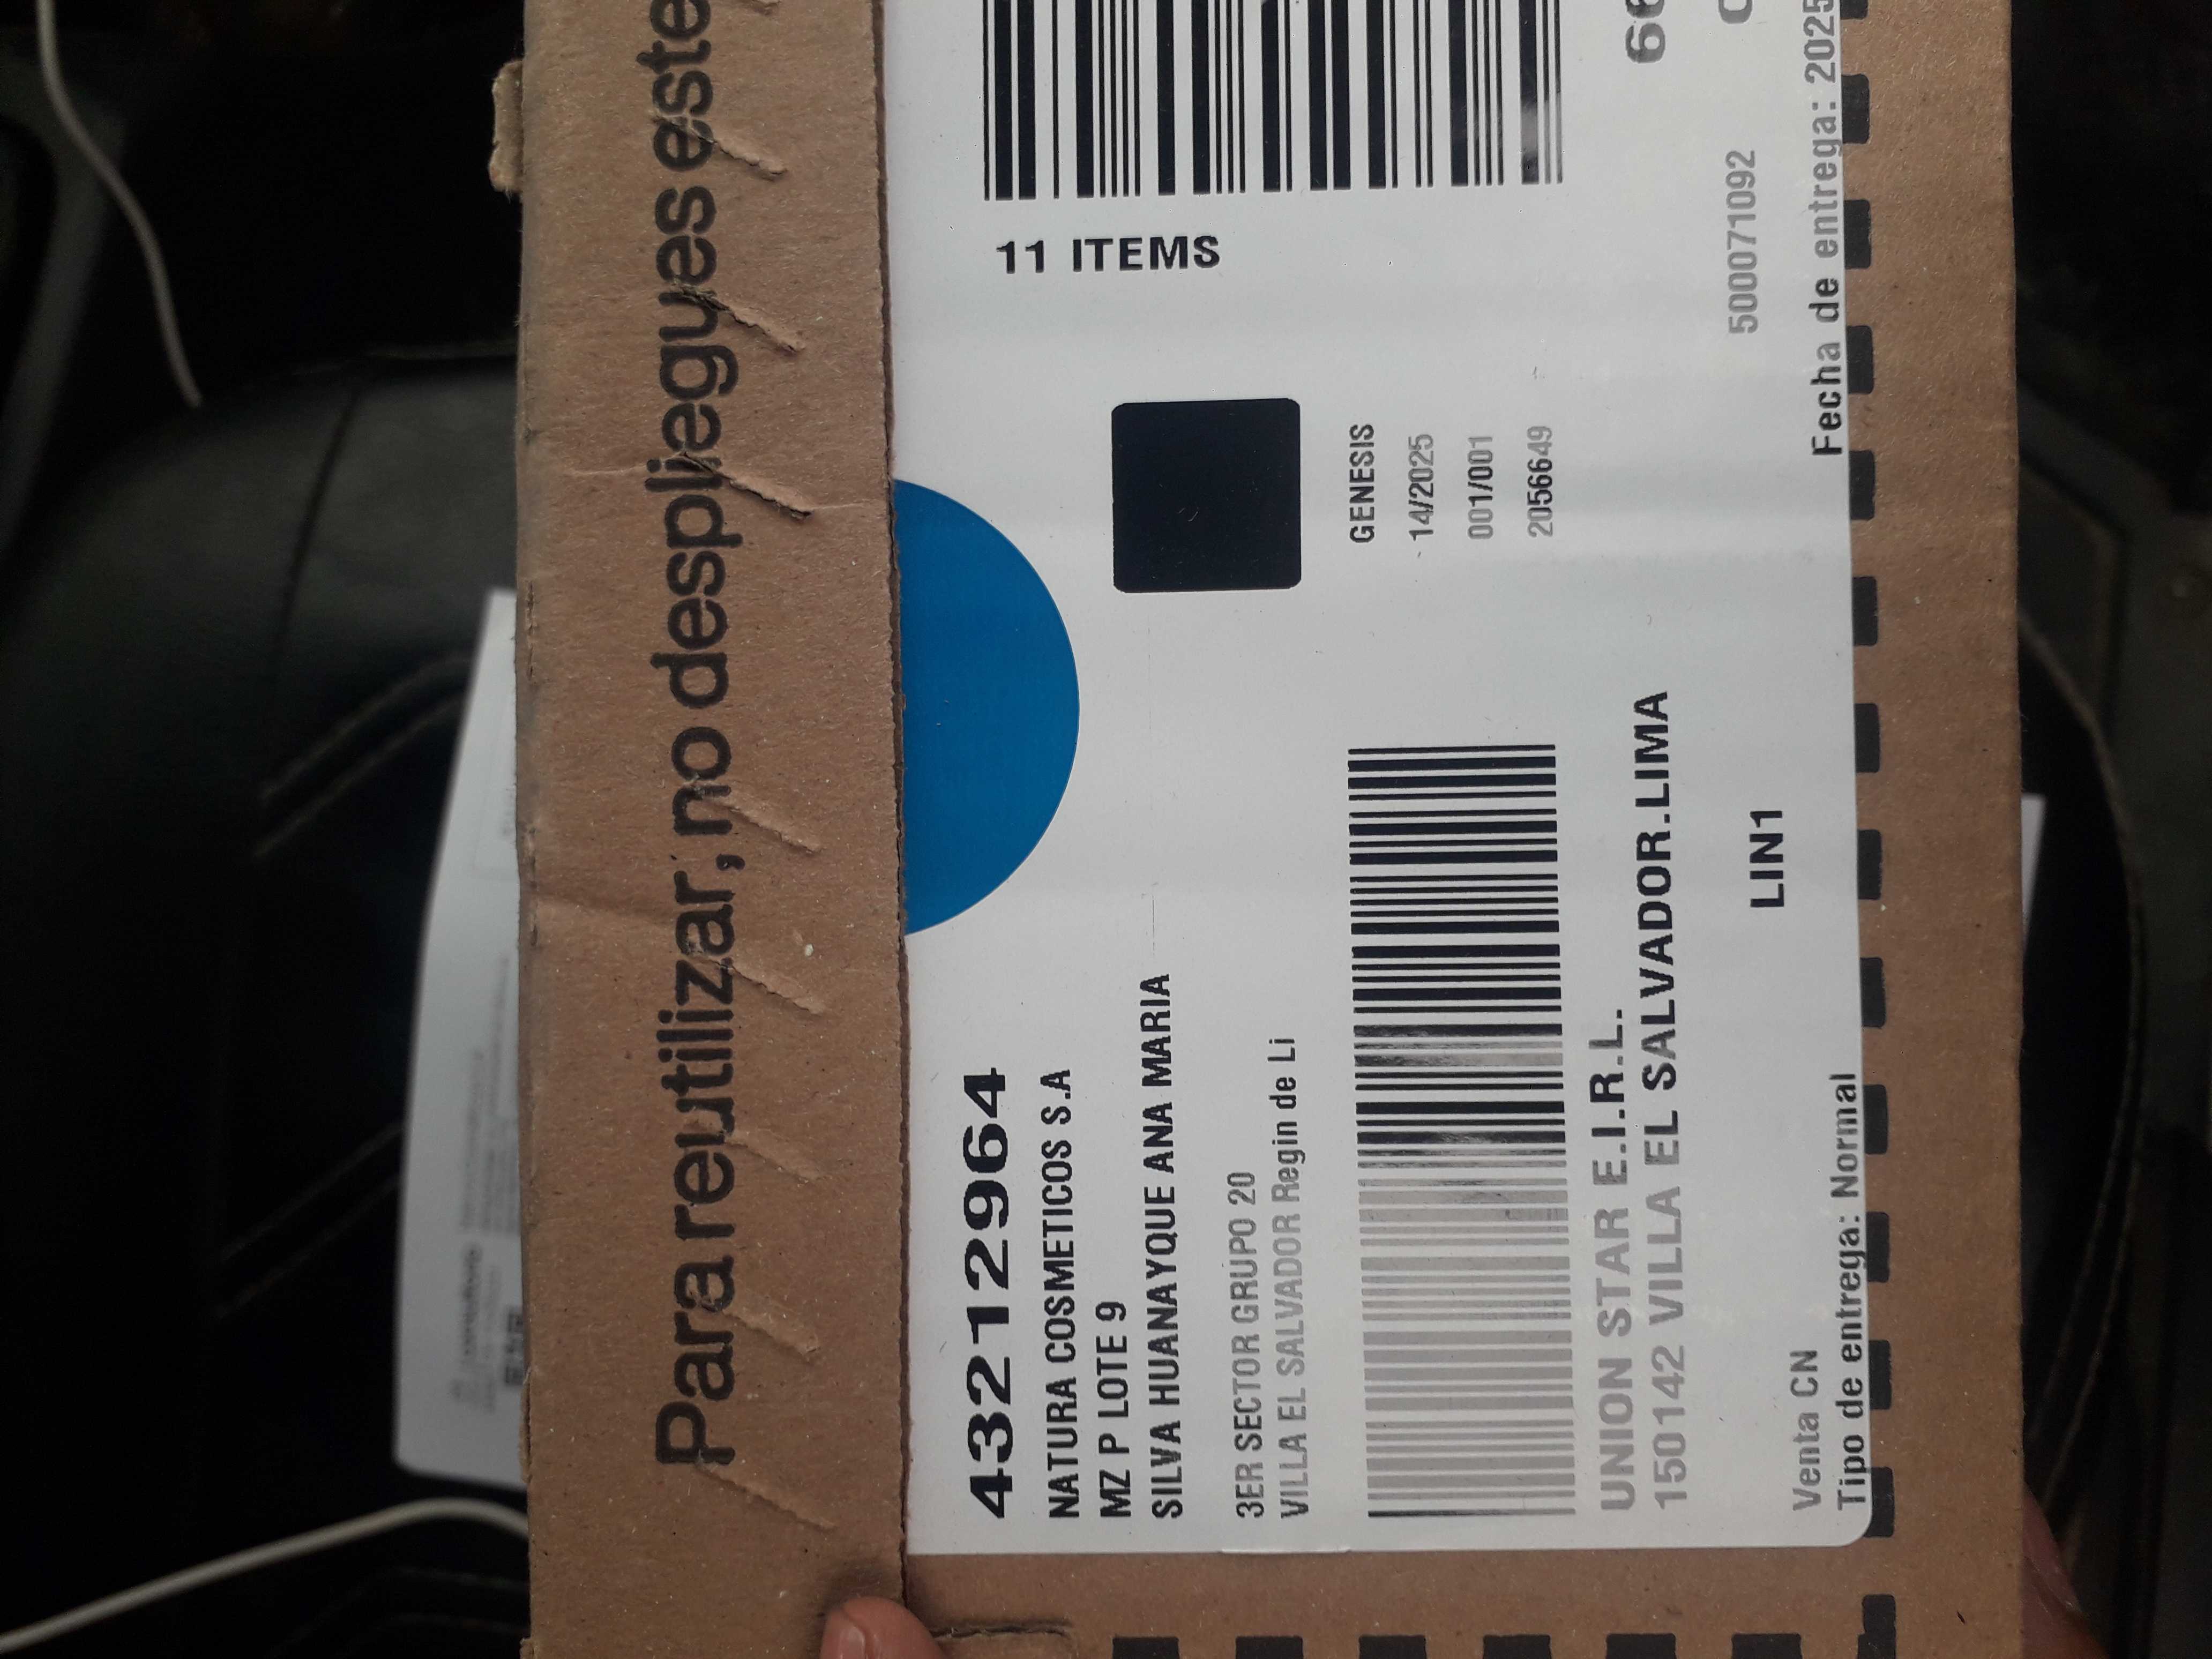 Para reutilizar, no despliegues este
43212964
NATURA COSMETICOS S.A
MZ P LOTE 9
SILVA HUANAYQUE ANA MARIA
3ER SECTOR GRUPO 20
VILLA EL SALVADOR Regin de Li
11 ITEMS
GENESIS
14/2025
001/001
2056649
UNION STAR E.I.R.L.
150142 VILLA EL SALVADOR.LIMA
LIN1
500071092
Venta CN
Tipo de entrega: Normal
Fecha de entrega: 2025